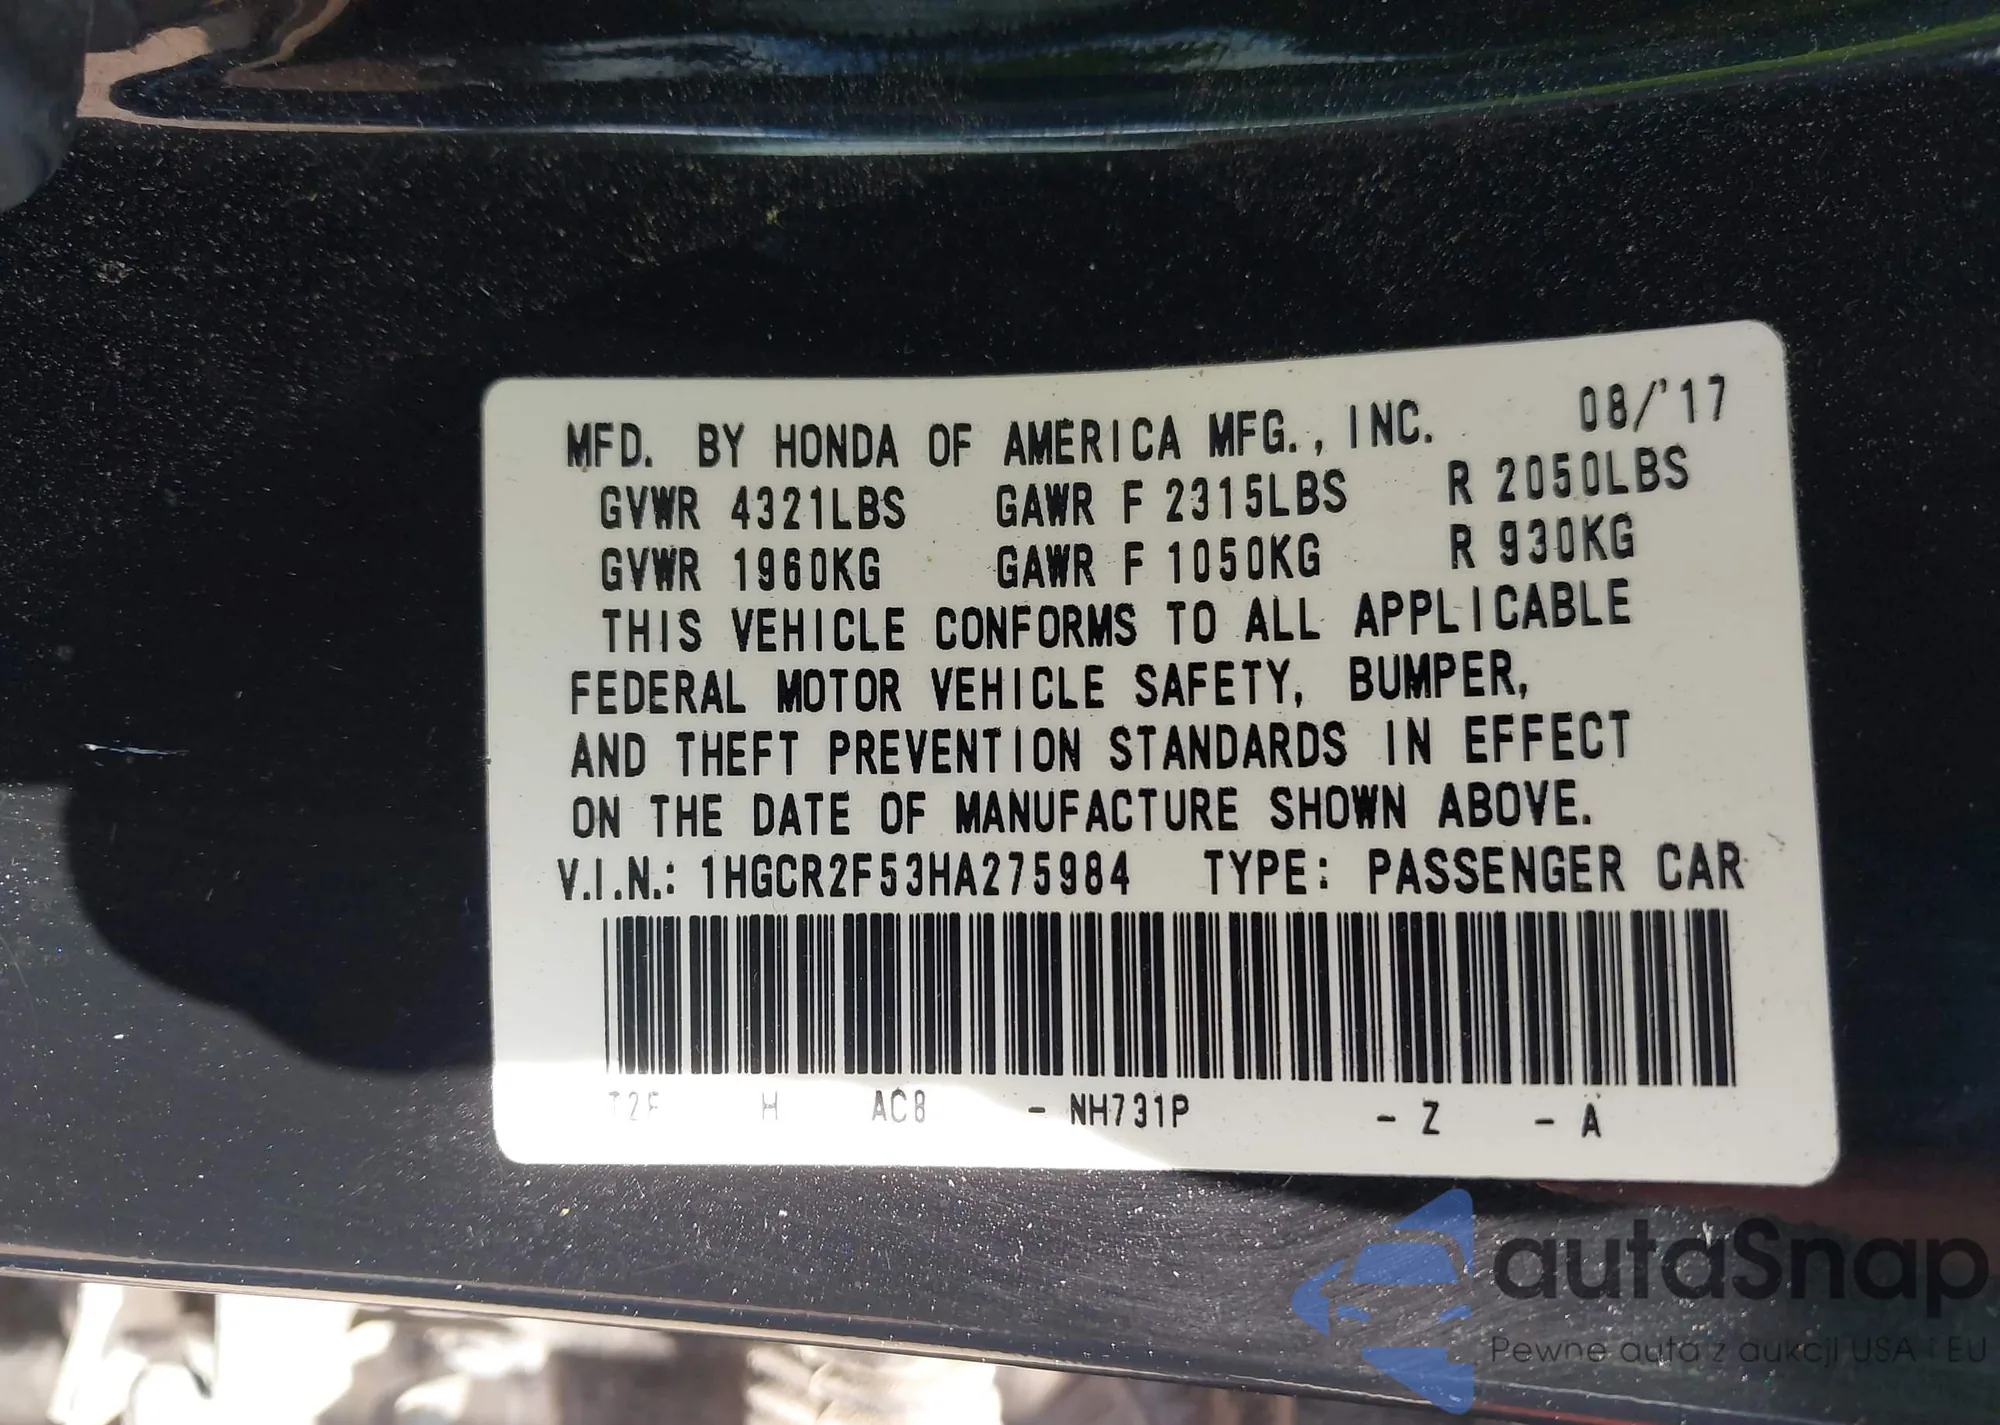 MFD. BY HONDA OF AMERICA MFG., INC. 08/'17
GVWR 4321LBS GAWR F 2315LBS R 2050LBS
GVWR 1960KG GAWR F 1050KG R 930KG
THIS VEHICLE CONFORMS TO ALL APPLICABLE
FEDERAL MOTOR VEHICLE SAFETY, BUMPER,
AND THEFT PREVENTION STANDARDS IN EFFECT
ON THE DATE OF MANUFACTURE SHOWN ABOVE.
V.I.N.: 1HGCR2F53HA275984 TYPE: PASSENGER CAR
T2F H AC8 - NH731P - Z - A
autaSnap
Pewne auta z aukcji USA i EU